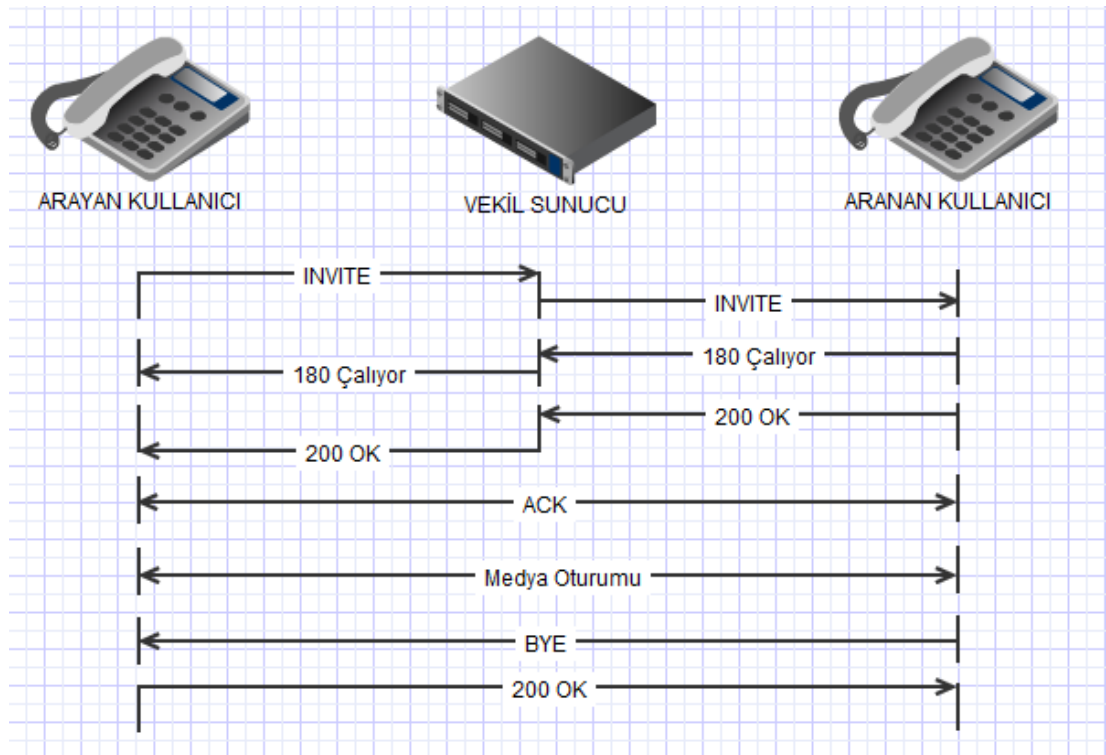 ARAYAN KULLANICI
VEKİL SUNUCU
ARANAN KULLANICI
INVITE
INVITE
180 Çalıyor
180 Çalıyor
200 OK
200 OK
ACK
Medya Oturumu
BYE
200 OK